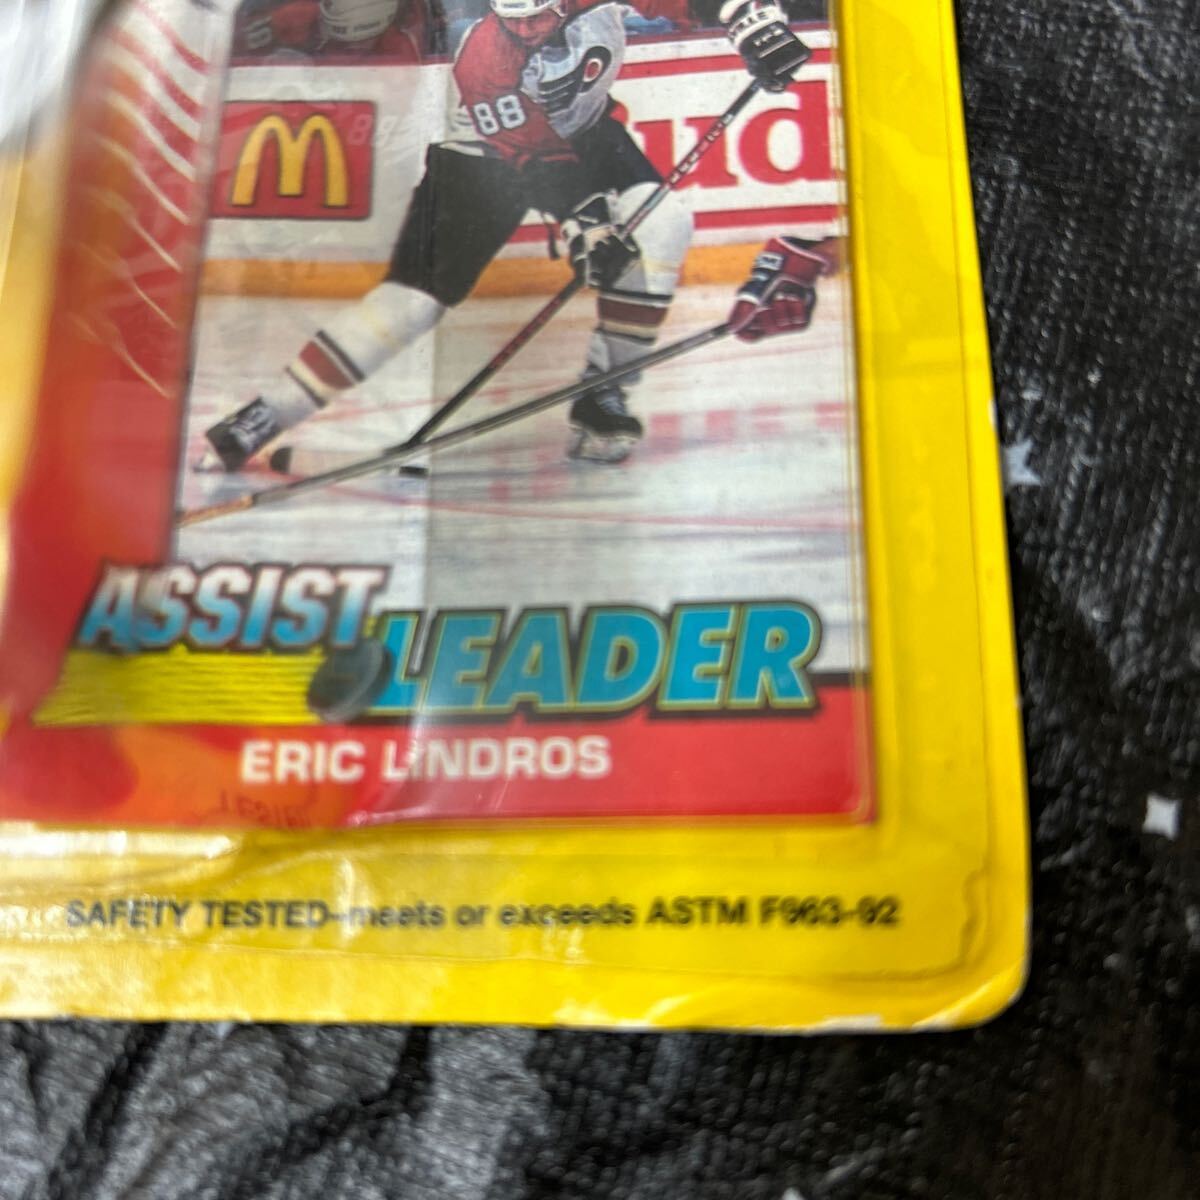 88
M
ud
ASSIST
LEADER
ERIC LINDROS
SAFETY TESTED-meets or exceeds ASTM F963-92